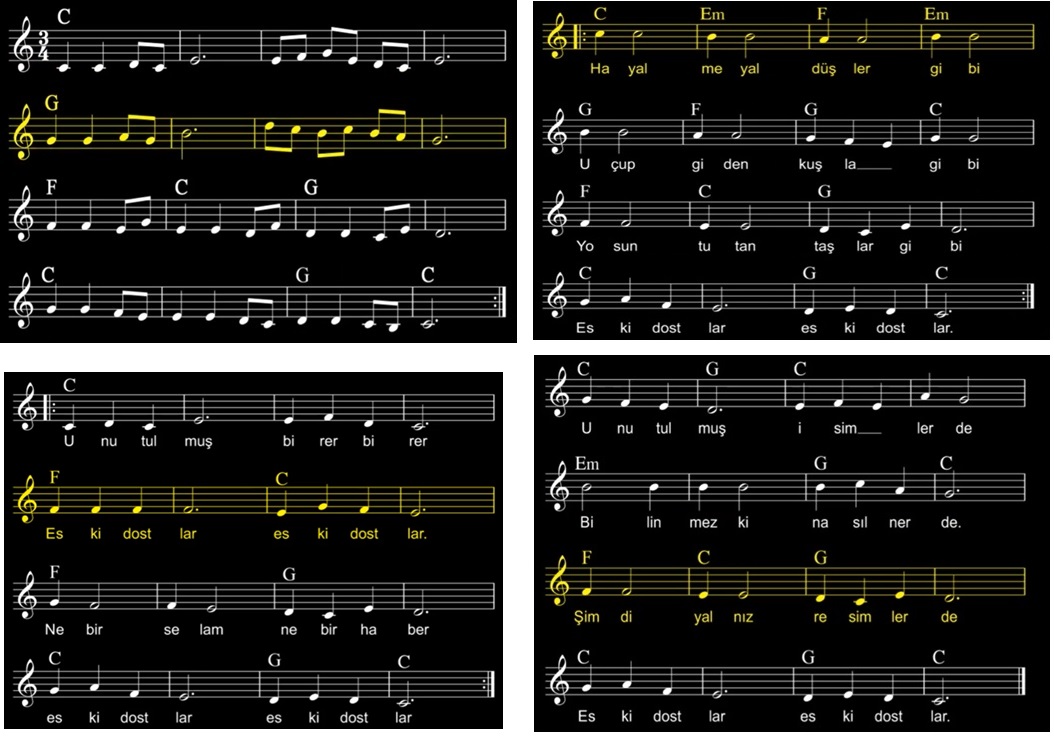 C
3
4
G
F C G
C G C
C Em F Em
Ha yal me yal düş ler gi bi
G F G C
U çup gi den kuş la___ gi bi
F C G
Yo sun tu tan taş lar gi bi
C G C
Es ki dost lar es ki dost lar.
C
U nu tul muş bi rer bi rer
F C
Es ki dost lar es ki dost lar.
F G
Ne bir se lam ne bir ha ber
C G C
es ki dost lar es ki dost lar
C G C
U nu tul muş i sim___ ler de
Em G C
Bi lin mez ki na sıl ner de.
F C G
Şim di yal nız re sim ler de
C G C
Es ki dost lar es ki dost lar.